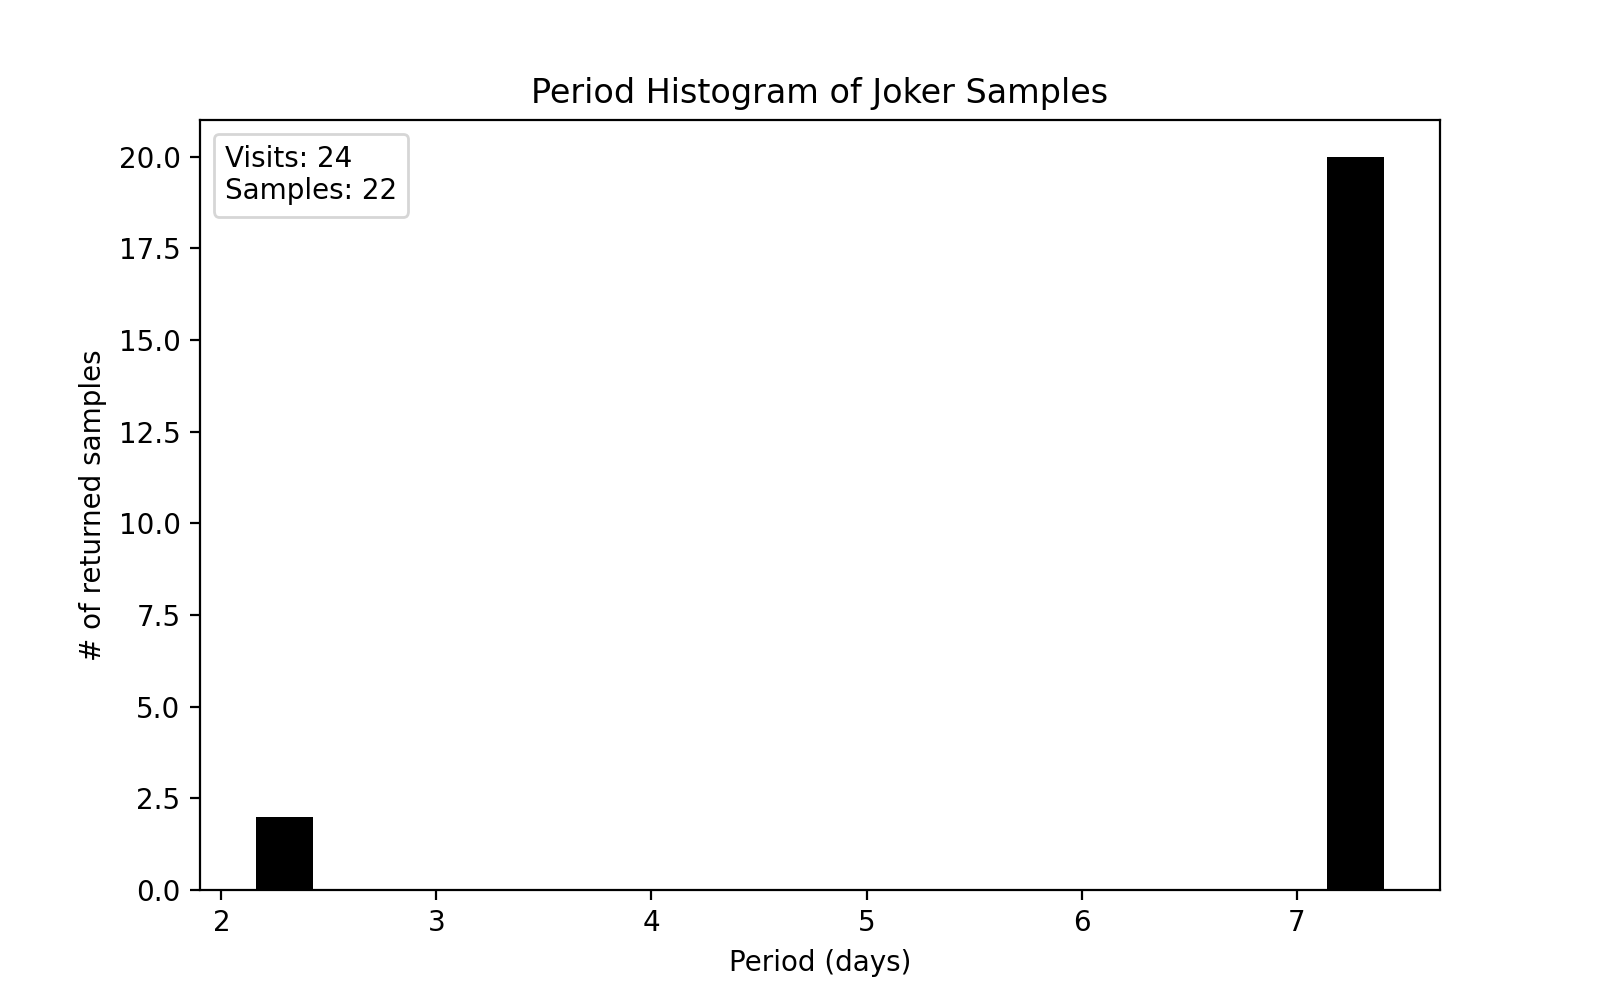 Period Histogram of Joker Samples
Visits: 24
Samples: 22
# of returned samples
20.0
17.5
15.0
12.5
10.0
7.5
5.0
2.5
0.0
2 3 4 5 6 7
Period (days)